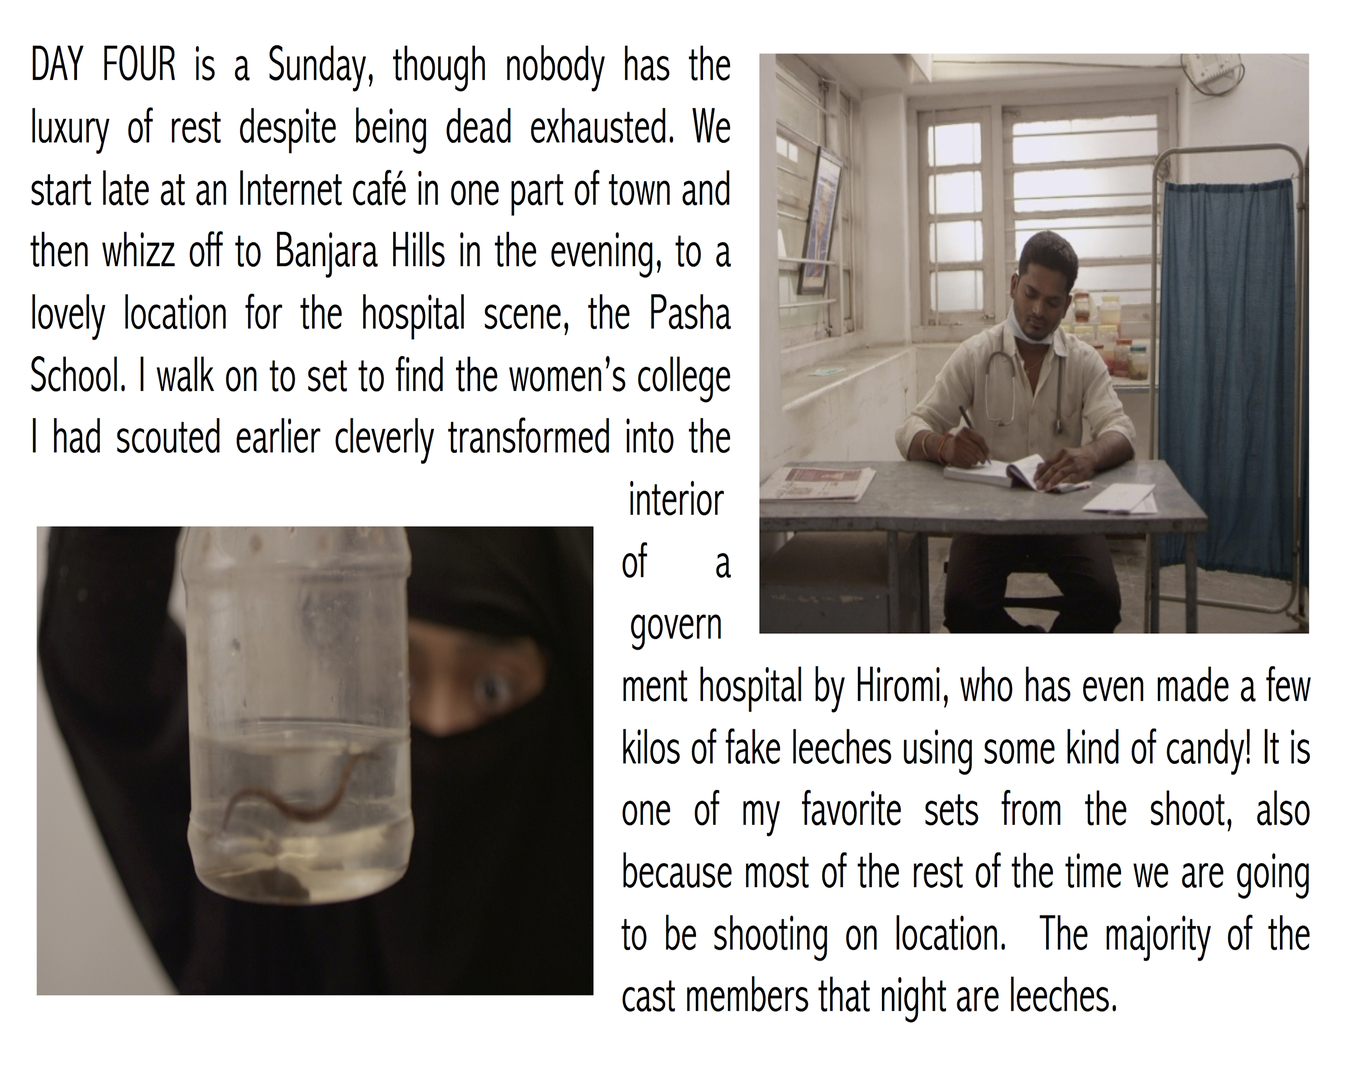 DAY FOUR is a Sunday, though nobody has the
luxury of rest despite being dead exhausted. We
start late at an Internet café in one part of town and
then whizz off to Banjara Hills in the evening, to a
lovely location for the hospital scene, the Pasha
School. I walk on to set to find the women’s college
I had scouted earlier cleverly transformed into the
interior
of a
govern
ment hospital by Hiromi, who has even made a few
kilos of fake leeches using some kind of candy! It is
one of my favorite sets from the shoot, also
because most of the rest of the time we are going
to be shooting on location. The majority of the
cast members that night are leeches.